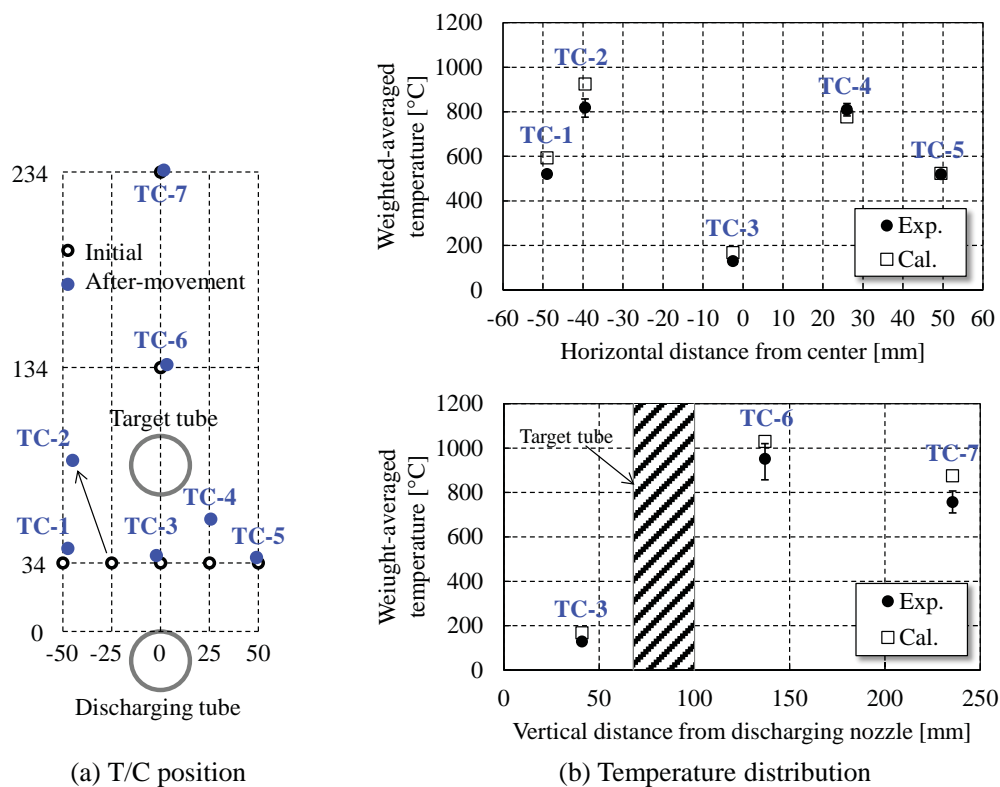 234
TC-7
Initial
After-movement
TC-6
134
Target tube
TC-2
TC-4
TC-1
TC-3
TC-5
34
0
-50 -25 0 25 50
Discharging tube
(a) T/C position
Weighted-averaged
temperature [°C]
1200
1000
800
600
400
200
0
TC-2
TC-4
TC-1
TC-5
TC-3
Exp.
Cal.
-60 -50 -40 -30 -20 -10 0 10 20 30 40 50 60
Horizontal distance from center [mm]
Weiught-averaged
temperature [°C]
1200
1000
800
600
400
200
0
Target tube
TC-6
TC-7
TC-3
Exp.
Cal.
0 50 100 150 200 250
Vertical distance from discharging nozzle [mm]
(b) Temperature distribution